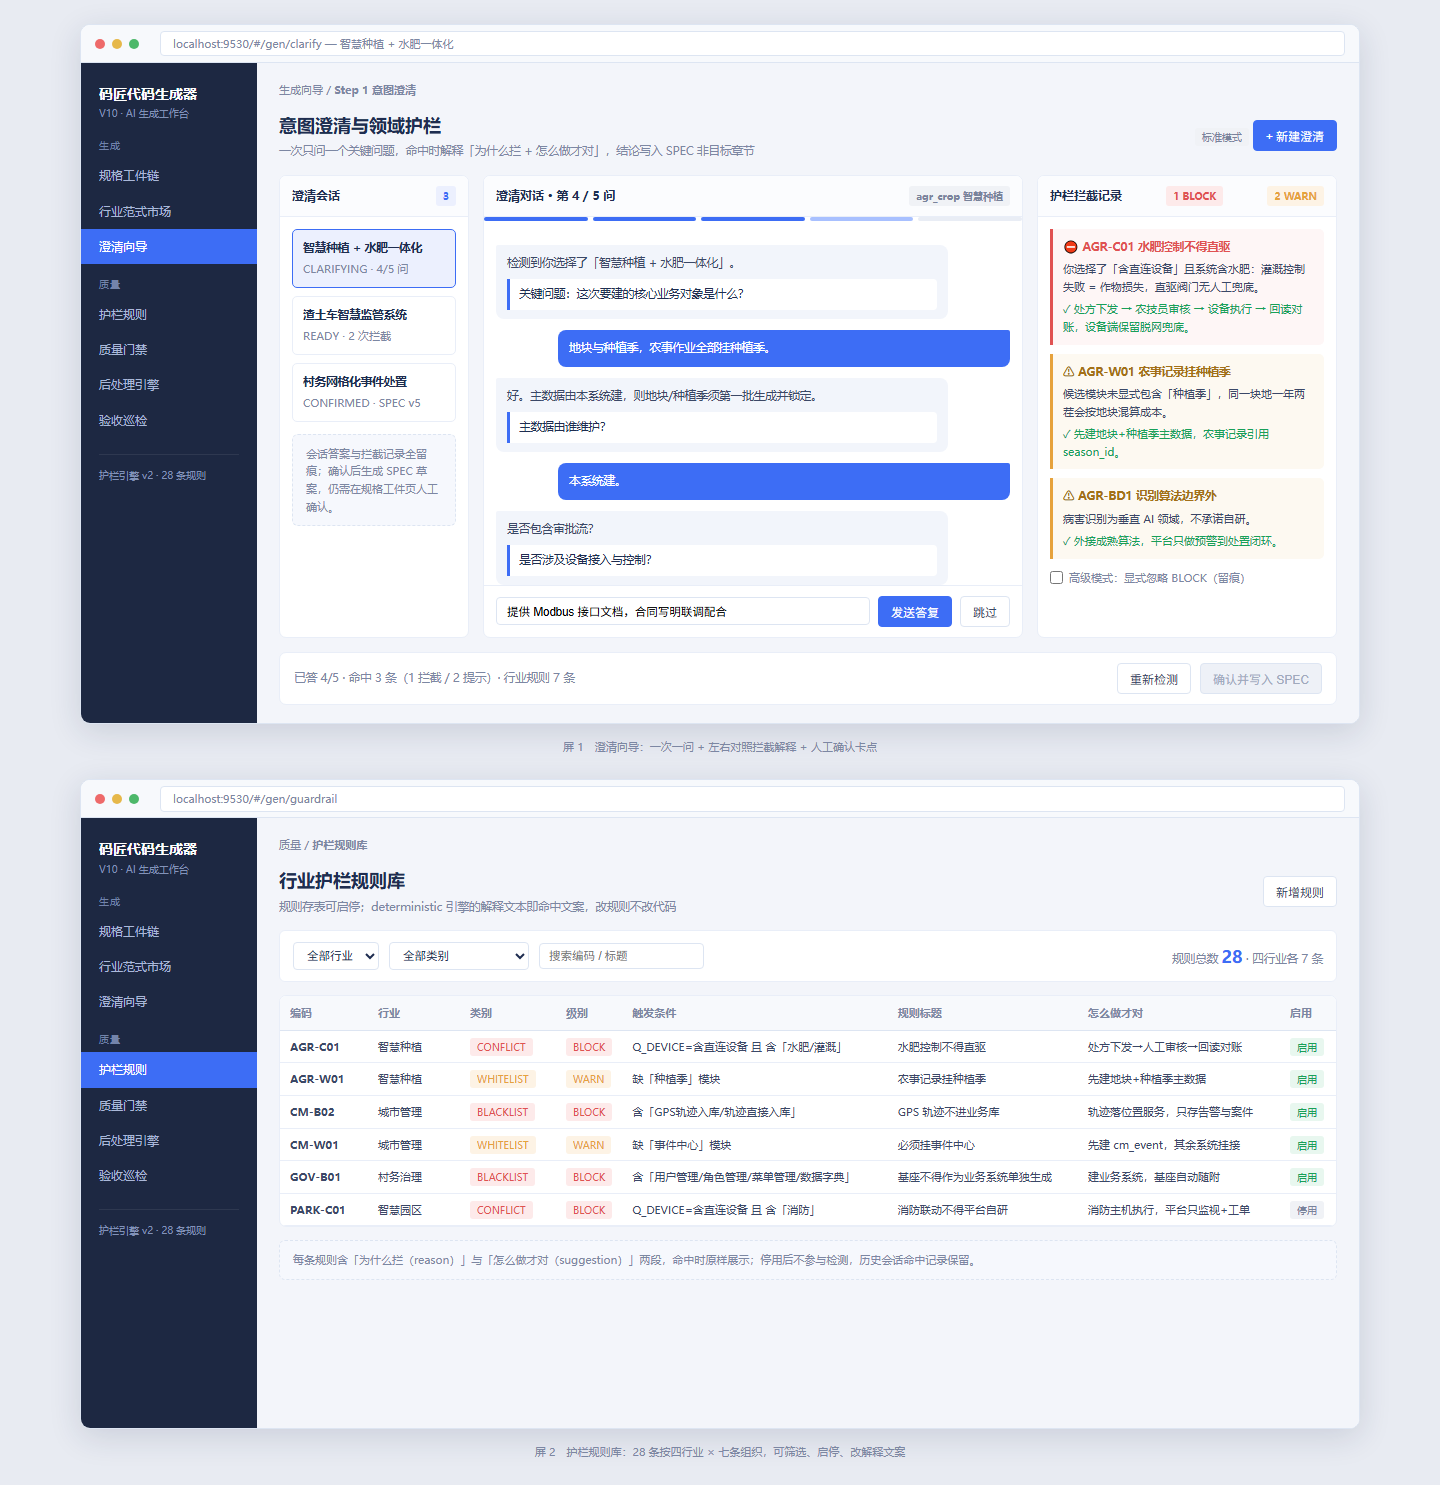 localhost:9530/#/gen/clarify — 智慧种植 + 水肥一体化
码匠代码生成器
V10 · AI 生成工作台
生成
规格工件链
行业范式市场
澄清向导
质量
护栏规则
质量门禁
后处理引擎
验收巡检
护栏引擎 v2 · 28 条规则
生成向导 / Step 1 意图澄清
意图澄清与领域护栏
一次只问一个关键问题，命中时解释「为什么拦 + 怎么做才对」，结论写入 SPEC 非目标章节
标准模式
+ 新建澄清
澄清会话
3
智慧种植 + 水肥一体化
CLARIFYING · 4/5 问
渣土车智慧监管系统
READY · 2 次拦截
村务网格化事件处置
CONFIRMED · SPEC v5
会话答案与拦截记录全留
痕；确认后生成 SPEC 草
案，仍需在规格工件页人工
确认。
澄清对话 · 第 4 / 5 问
agr_crop 智慧种植
检测到你选择了「智慧种植 + 水肥一体化」。
关键问题：这次要建的核心业务对象是什么？
地块与种植季，农事作业全部挂种植季。
好。主数据由本系统建，则地块/种植季须第一批生成并锁定。
主数据由谁维护？
本系统建。
是否包含审批流？
是否涉及设备接入与控制？
提供 Modbus 接口文档，合同写明联调配合
发送答复
跳过
护栏拦截记录
1 BLOCK
2 WARN
⛔ AGR-C01 水肥控制不得直驱
你选择了「含直连设备」且系统含水肥：灌溉控制
失败 = 作物损失，直驱阀门无人工兜底。
✓ 处方下发 → 农技员审核 → 设备执行 → 回读对
账，设备端保留脱网兜底。
⚠ AGR-W01 农事记录挂种植季
候选模块未显式包含「种植季」，同一块地一年两
茬会按地块混算成本。
✓ 先建地块+种植季主数据，农事记录引用
season_id。
⚠ AGR-BD1 识别算法边界外
病害识别为垂直 AI 领域，不承诺自研。
✓ 外接成熟算法，平台只做预警到处置闭环。
高级模式：显式忽略 BLOCK（留痕）
已答 4/5 · 命中 3 条（1 拦截 / 2 提示）· 行业规则 7 条
重新检测
确认并写入 SPEC
屏 1 澄清向导：一次一问 + 左右对照拦截解释 + 人工确认卡点
localhost:9530/#/gen/guardrail
码匠代码生成器
V10 · AI 生成工作台
生成
规格工件链
行业范式市场
澄清向导
质量
护栏规则
质量门禁
后处理引擎
验收巡检
护栏引擎 v2 · 28 条规则
质量 / 护栏规则库
行业护栏规则库
规则存表可启停；deterministic 引擎的解释文本即命中文案，改规则不改代码
新增规则
全部行业
全部类别
搜索编码 / 标题
规则总数 28 · 四行业各 7 条
编码 行业 类别 级别 触发条件 规则标题 怎么做才对 启用
AGR-C01 智慧种植 CONFLICT BLOCK Q_DEVICE=含直连设备 且 含「水肥/灌溉」 水肥控制不得直驱 处方下发→人工审核→回读对账 启用
AGR-W01 智慧种植 WHITELIST WARN 缺「种植季」模块 农事记录挂种植季 先建地块+种植季主数据 启用
CM-B02 城市管理 BLACKLIST BLOCK 含「GPS轨迹入库/轨迹直接入库」 GPS 轨迹不进业务库 轨迹落位置服务，只存告警与案件 启用
CM-W01 城市管理 WHITELIST WARN 缺「事件中心」模块 必须挂事件中心 先建 cm_event，其余系统挂接 启用
GOV-B01 村务治理 BLACKLIST BLOCK 含「用户管理/角色管理/菜单管理/数据字典」 基座不得作为业务系统单独生成 建业务系统，基座自动随附 启用
PARK-C01 智慧园区 CONFLICT BLOCK Q_DEVICE=含直连设备 且 含「消防」 消防联动不得平台自研 消防主机执行，平台只监视+工单 停用
每条规则含「为什么拦（reason）」与「怎么做才对（suggestion）」两段，命中时原样展示；停用后不参与检测，历史会话命中记录保留。
屏 2 护栏规则库：28 条按四行业 × 七条组织，可筛选、启停、改解释文案